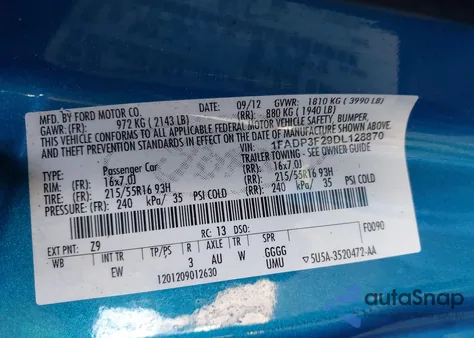 MFD. BY FORD MOTOR CO. DATE: 09/12 GVWR: 1810 KG ( 3990 LB)
GAWR: (FR): 972 KG ( 2143 LB) (RR): 880 KG ( 1940 LB)
THIS VEHICLE CONFORMS TO ALL APPLICABLE FEDERAL MOTOR VEHICLE SAFETY, BUMPER,
AND THEFT PREVENTION STANDARDS IN EFFECT ON THE DATE OF MANUFACTURE SHOWN ABOVE.
VIN: 1FADP3F29DL128870
TYPE: Passenger Car TRAILER TOWING - SEE OWNER GUIDE
RIM: (FR): 16x7.0J (RR): 16x7.0J
TIRE: (FR): 215/55R16 93H (RR): 215/55R16 93H
PRESSURE: (FR): 240 kPa/ 35 PSI COLD (RR): 240 kPa/ 35 PSI COLD
EXT PNT: Z9 RC: 13 DSO: F0090
WB INT TR TP/PS R AXLE TR SPR
EW 3 AU W GGGG
UMU 5U5A-3520472-AA
1201209012630
autoSnap